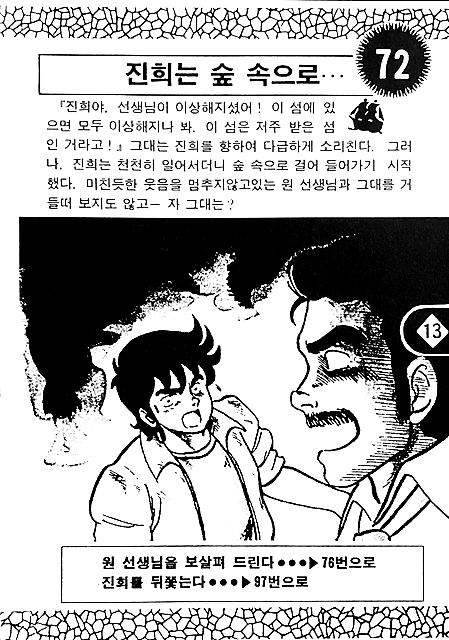 72
진희는 숲 속으로…
『진희야, 선생님이 이상해지셨어! 이 섬에 있
으면 모두 이상해지나 봐. 이 섬은 저주 받은 섬
인 거라고!』그대는 진희를 향하여 다급하게 소리친다. 그러
나, 진희는 천천히 일어서더니 숲 속으로 걸어 들어가기 시작
했다. 미친듯한 웃음을 멈추지않고있는 원 선생님과 그대를 거
들떠 보지도 않고― 자 그대는?
13
원 선생님을 보살펴 드린다●●●▶76번으로
진희를 뒤쫓는다●●●▶97번으로